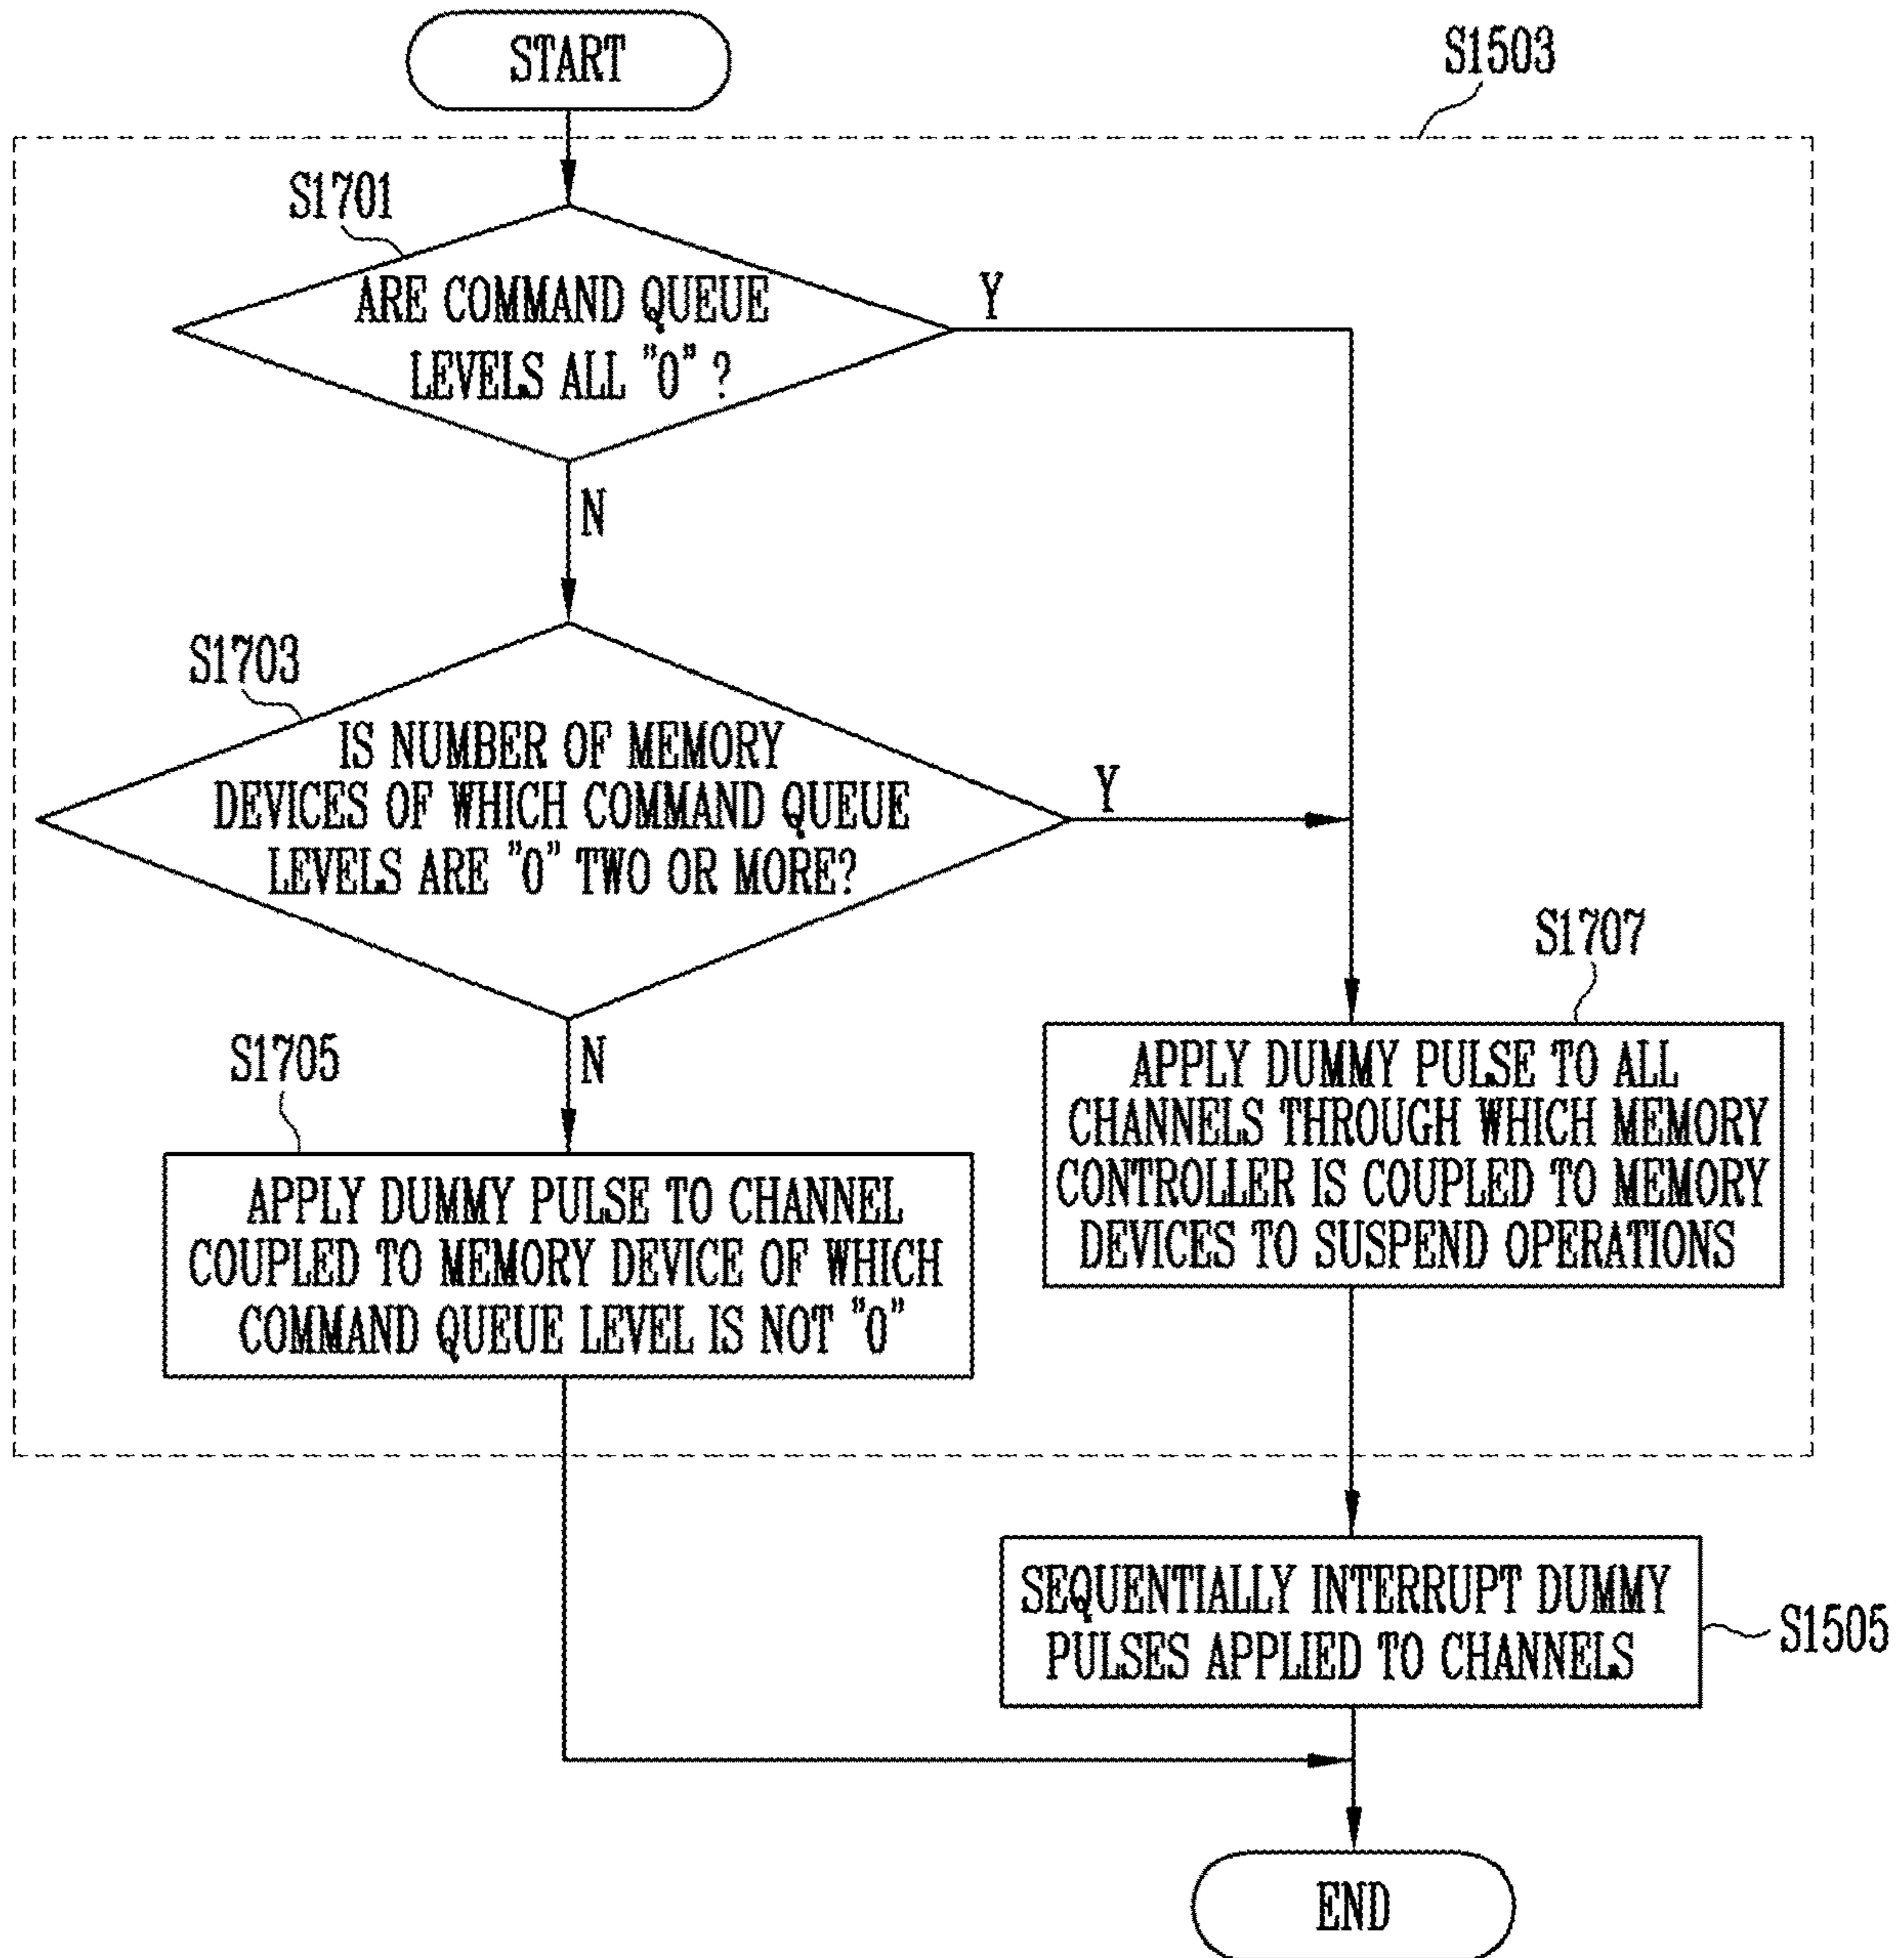 START
S1503
S1701
ARE COMMAND QUEUE
LEVELS ALL "0" ?
Y
N
S1703
IS NUMBER OF MEMORY
DEVICES OF WHICH COMMAND QUEUE
LEVELS ARE "0" TWO OR MORE?
Y
N
S1705
APPLY DUMMY PULSE TO CHANNEL
COUPLED TO MEMORY DEVICE OF WHICH
COMMAND QUEUE LEVEL IS NOT "0"
S1707
APPLY DUMMY PULSE TO ALL
CHANNELS THROUGH WHICH MEMORY
CONTROLLER IS COUPLED TO MEMORY
DEVICES TO SUSPEND OPERATIONS
SEQUENTIALLY INTERRUPT DUMMY
PULSES APPLIED TO CHANNELS
S1505
END